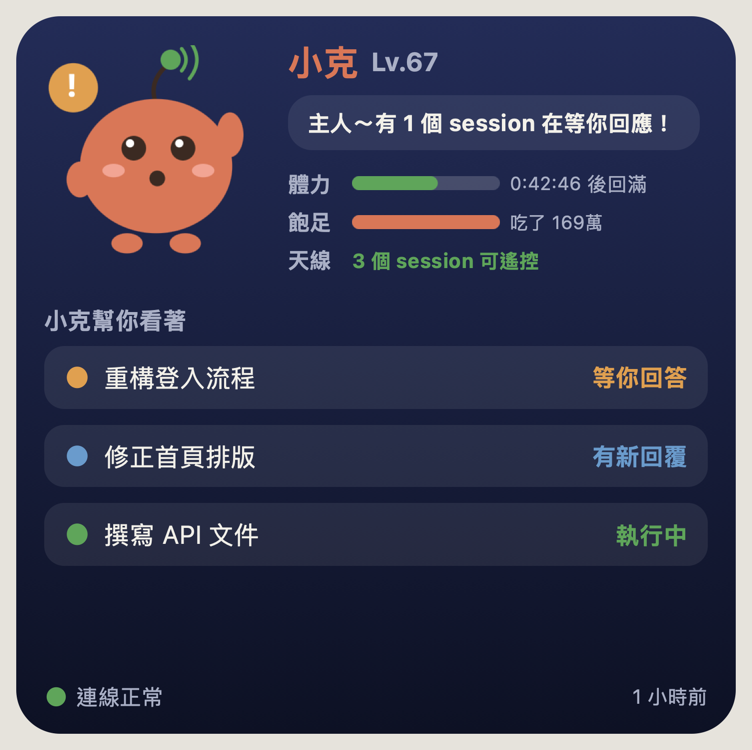 !
小克 Lv.67
主人～有 1 個 session 在等你回應！
體力 0:42:46 後回滿
飽足 吃了 169萬
天線 3 個 session 可遙控
小克幫你看著
重構登入流程 等你回答
修正首頁排版 有新回覆
撰寫 API 文件 執行中
連線正常 1 小時前